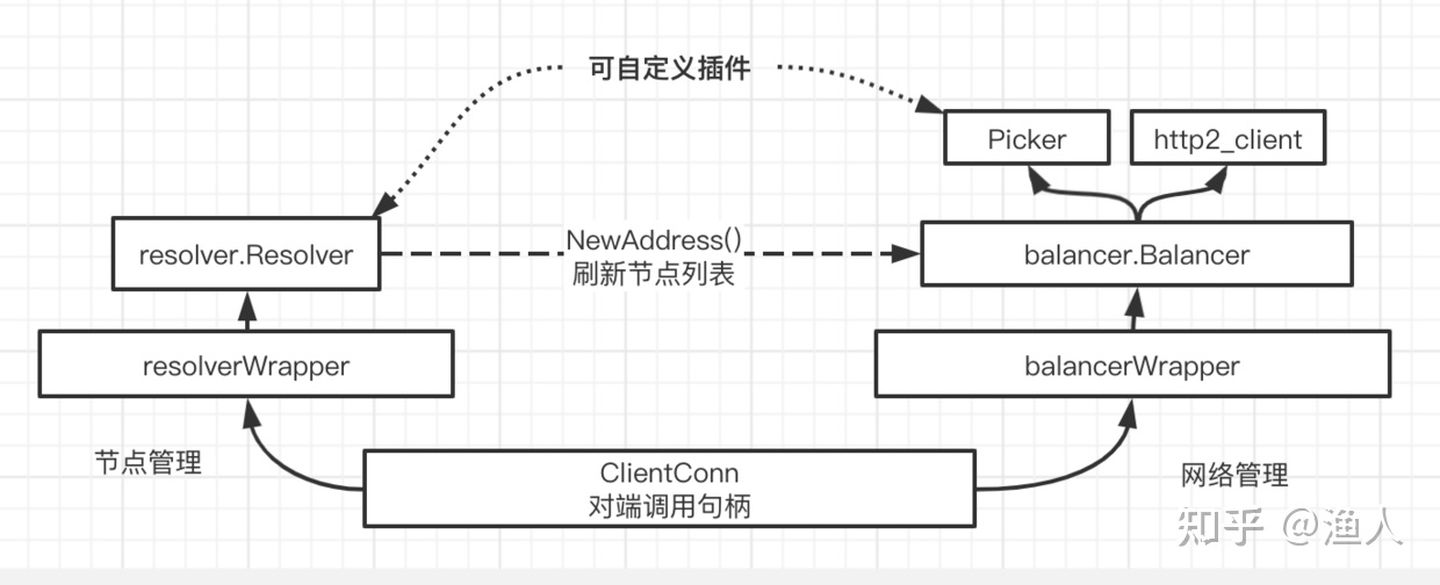 可自定义插件
Picker
http2_client
resolver.Resolver
NewAddress()
刷新节点列表
balancer.Balancer
resolverWrapper
balancerWrapper
节点管理
ClientConn
对端调用句柄
网络管理
知乎 @渔人